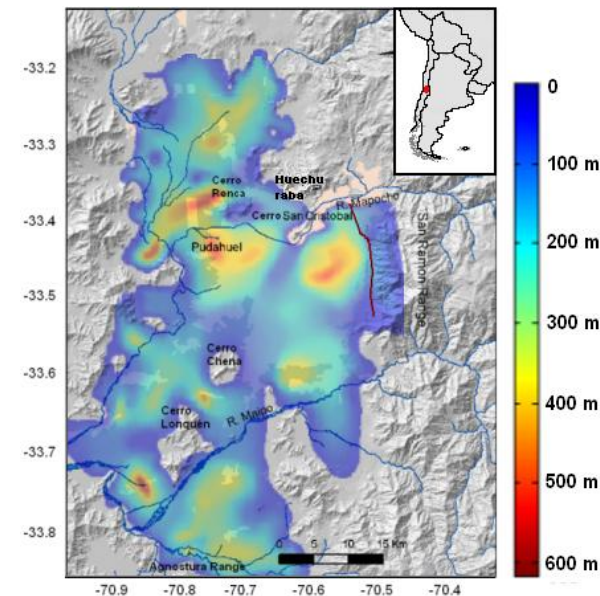 -33.2
-33.3
-33.4
-33.5
-33.6
-33.7
-33.8
-70.9
-70.8
-70.7
-70.6
-70.5
-70.4
Cerro
Renca
Huechu
raba
R. Mapocho
Cerro San Cristobal
San Ramon Range
Pudahuel
Cerro
Chena
Cerro
Lonquén
R. Maipo
0 5 10 15 Km
Agnostura Range
0
100 m
200 m
300 m
400 m
500 m
600 m